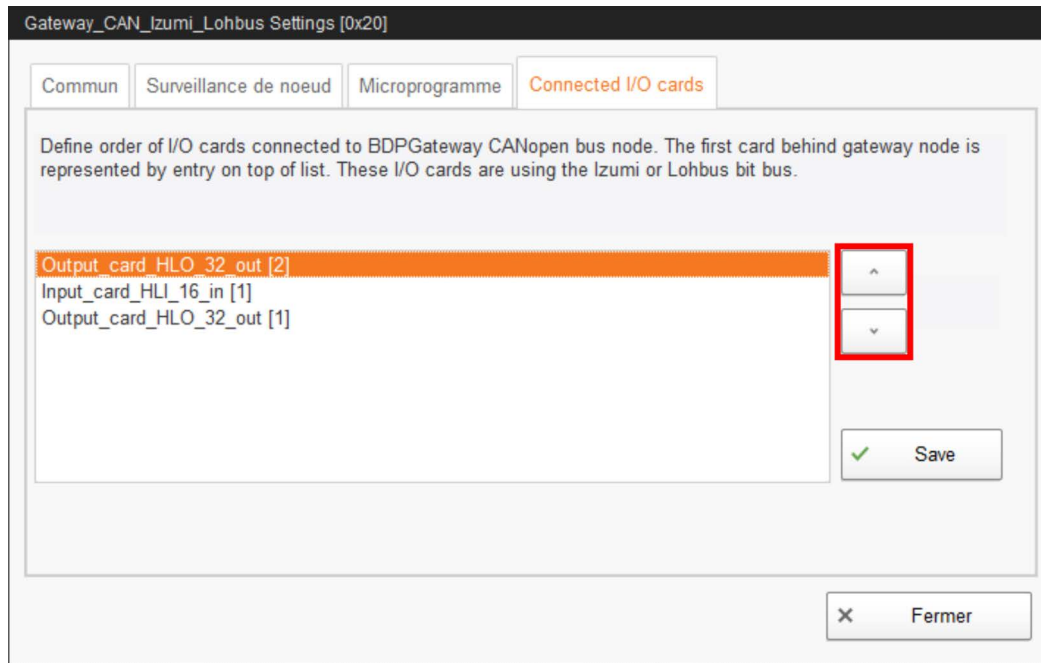 Gateway_CAN_Izumi_Lohbus Settings [0x20]
Commun
Surveillance de noeud
Microprogramme
Connected I/O cards
Define order of I/O cards connected to BDPGateway CANopen bus node. The first card behind gateway node is
represented by entry on top of list. These I/O cards are using the Izumi or Lohbus bit bus.
Output_card_HLO_32_out [2]
Input_card_HLI_16_in [1]
Output_card_HLO_32_out [1]
Save
Fermer